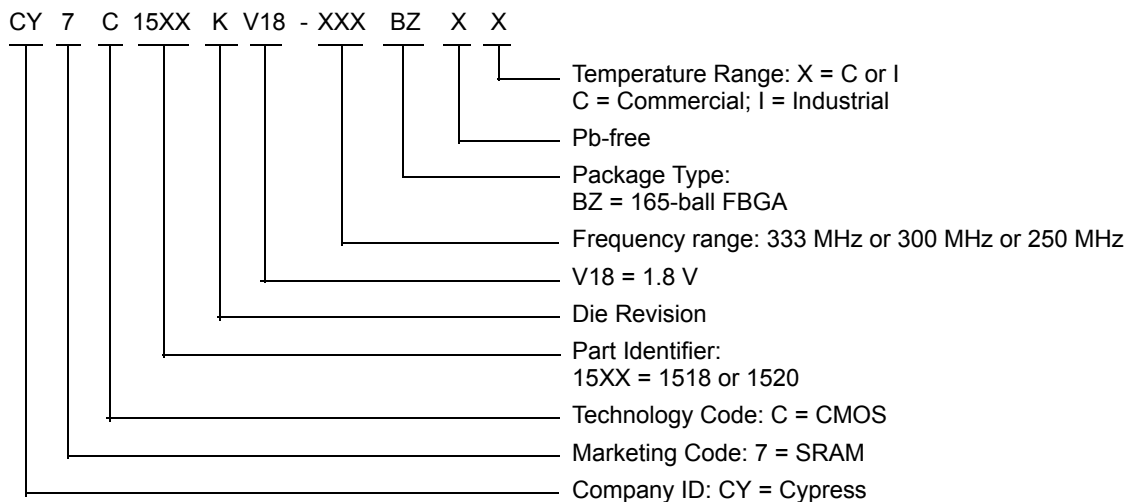 CY 7 C 15XX K V18 - XXX BZ X X
Temperature Range: X = C or I
C = Commercial; I = Industrial
Pb-free
Package Type:
BZ = 165-ball FBGA
Frequency range: 333 MHz or 300 MHz or 250 MHz
V18 = 1.8 V
Die Revision
Part Identifier:
15XX = 1518 or 1520
Technology Code: C = CMOS
Marketing Code: 7 = SRAM
Company ID: CY = Cypress